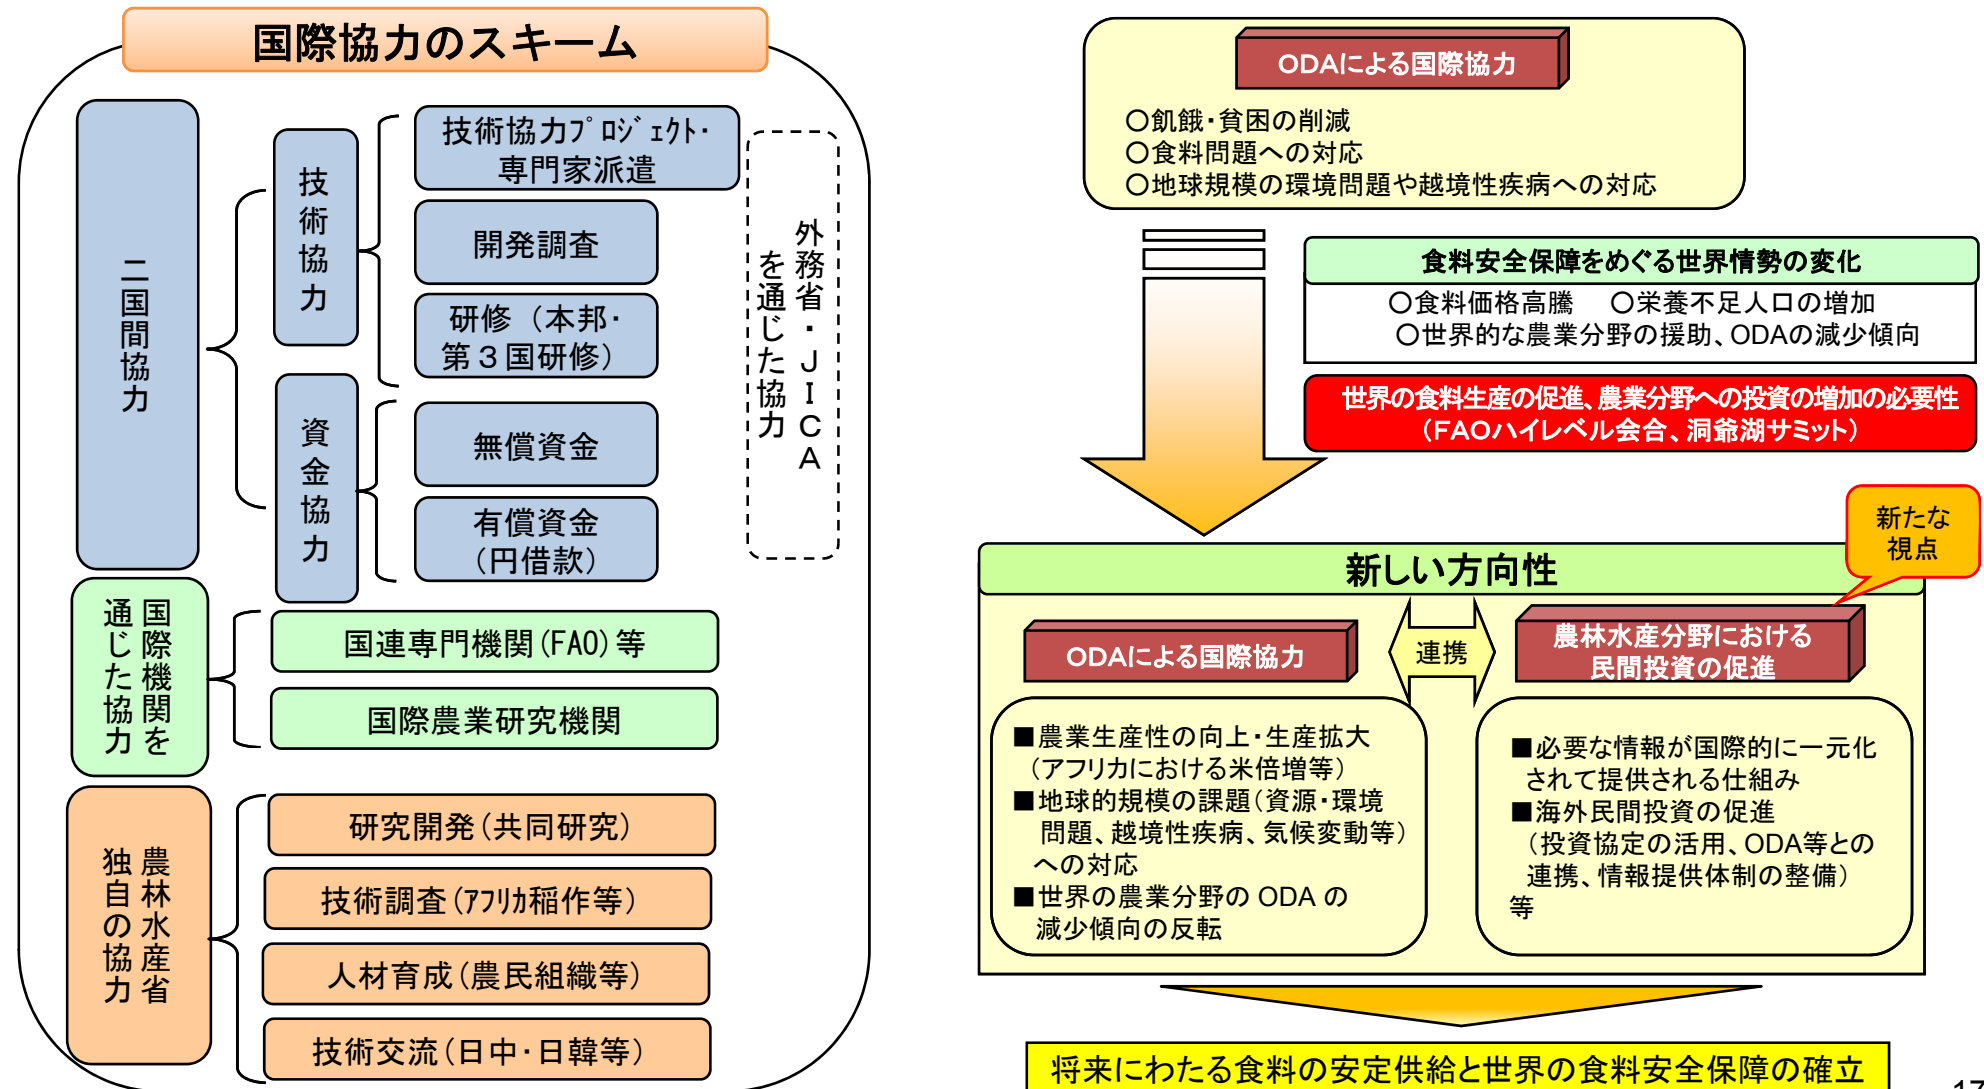 国際協力のスキーム
二国間協力
技術協力
技術協力ﾌﾟﾛｼﾞｪｸﾄ・
専門家派遣
開発調査
研修（本邦・
第３国研修）
資金協力
無償資金
有償資金
（円借款）
外務省・ＪＩＣＡ
を通じた協力
国際機関を
通じた協力
国連専門機関(FAO)等
国際農業研究機関
農林水産省
独自の協力
研究開発（共同研究）
技術調査（ｱﾌﾘｶ稲作等）
人材育成（農民組織等）
技術交流（日中・日韓等）
ODAによる国際協力
○飢餓・貧困の削減
○食料問題への対応
○地球規模の環境問題や越境性疾病への対応
食料安全保障をめぐる世界情勢の変化
○食料価格高騰　○栄養不足人口の増加
○世界的な農業分野の援助、ODAの減少傾向
世界の食料生産の促進、農業分野への投資の増加の必要性
（FAOハイレベル会合、洞爺湖サミット）
新たな
視点
新しい方向性
ODAによる国際協力
連携
農林水産分野における
民間投資の促進
■農業生産性の向上・生産拡大
（アフリカにおける米倍増等）
■地球的規模の課題（資源・環境
問題、越境性疾病、気候変動等）
への対応
■世界の農業分野の ODA の
減少傾向の反転
■必要な情報が国際的に一元化
されて提供される仕組み
■海外民間投資の促進
（投資協定の活用、ODA等との
連携、情報提供体制の整備）
等
将来にわたる食料の安定供給と世界の食料安全保障の確立